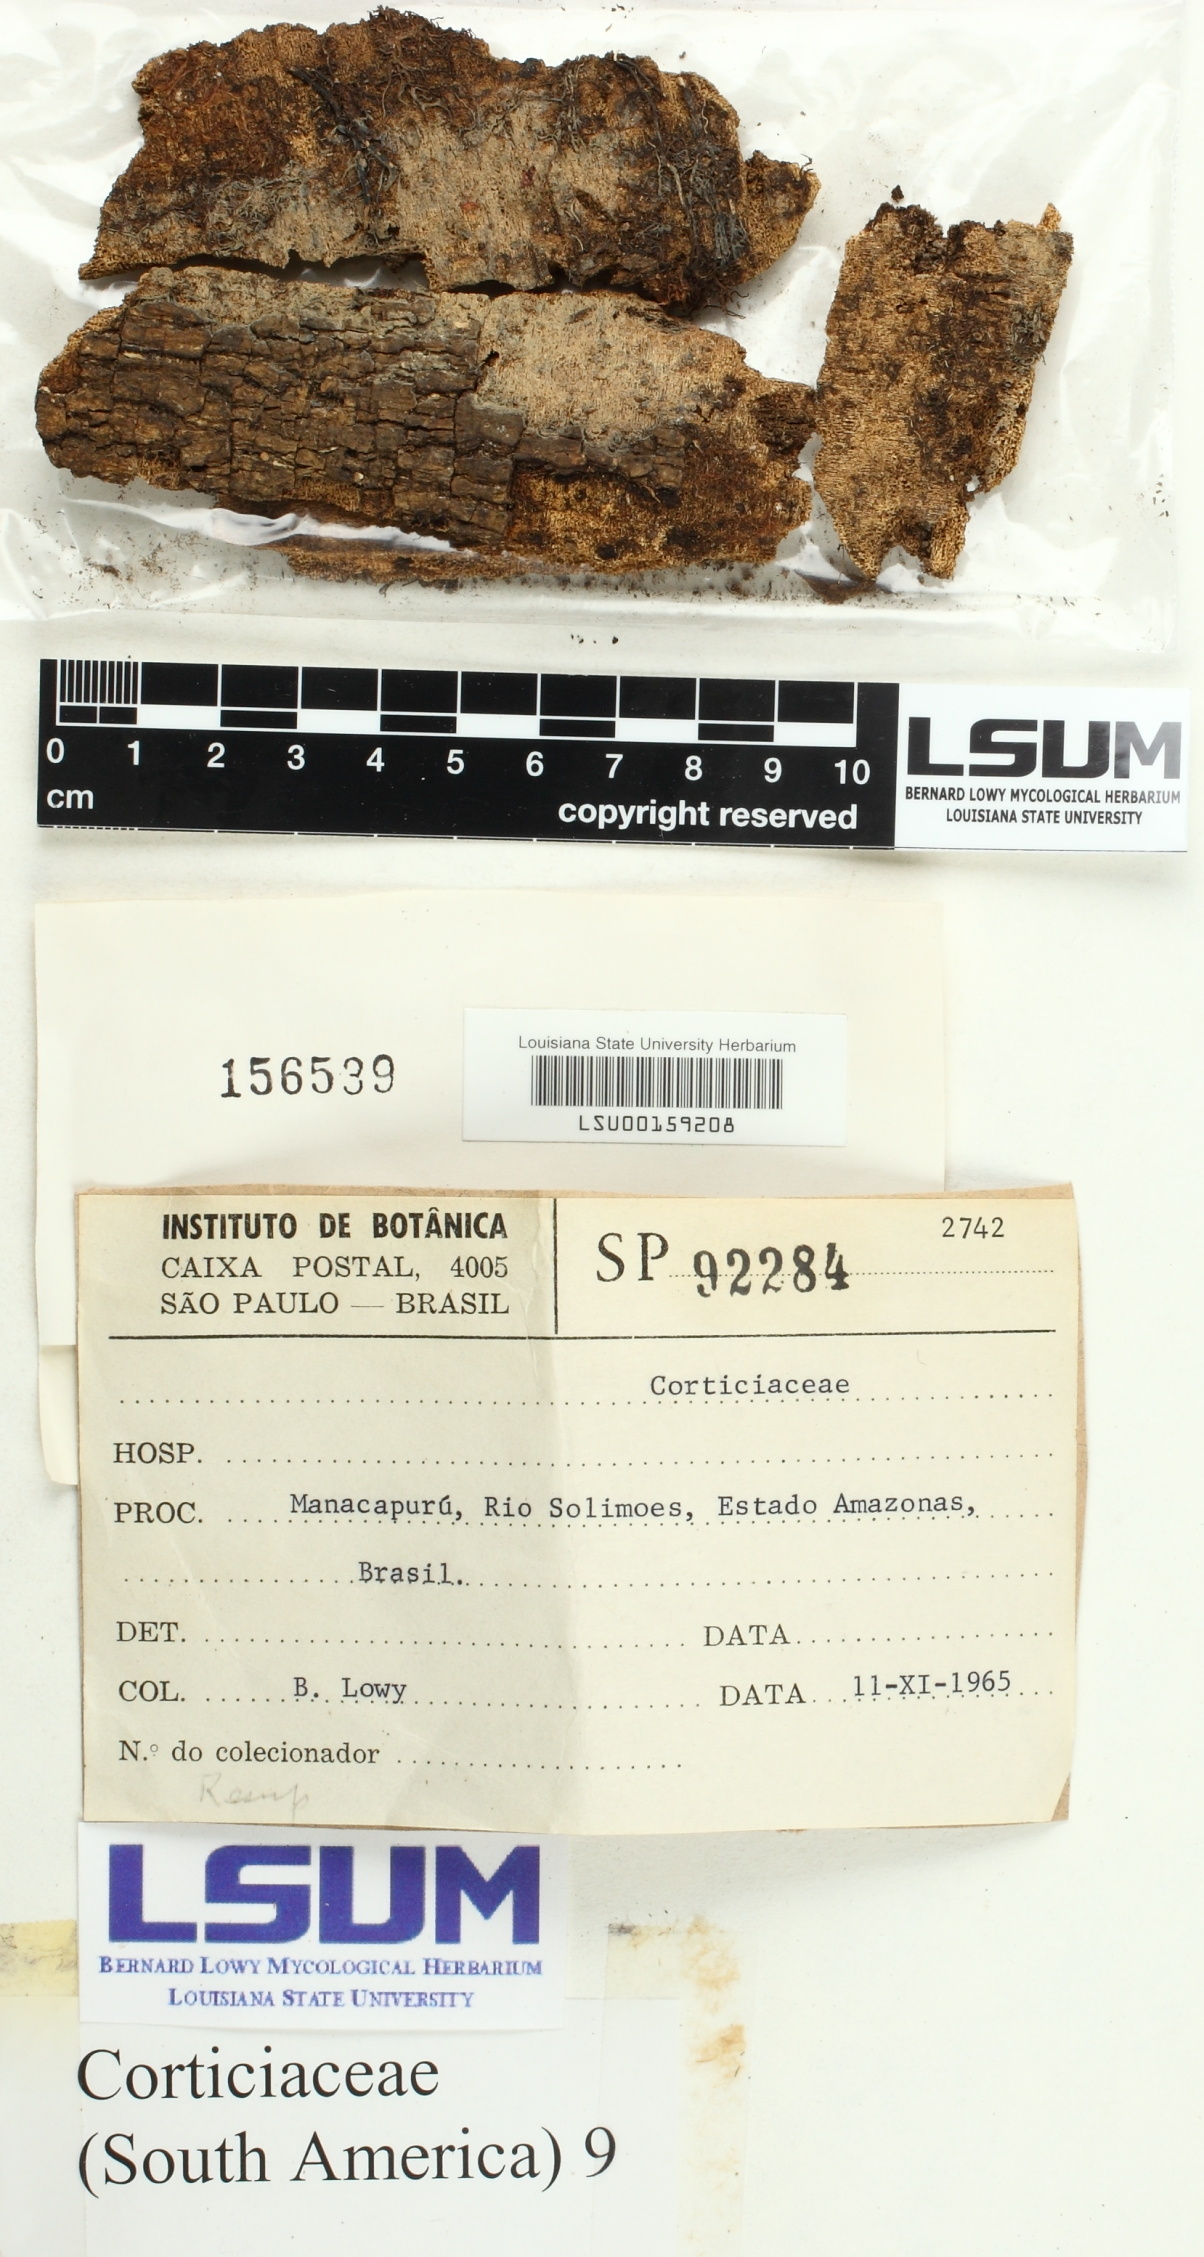 0 1 2 3 4 5 6 7 8 9 10
cm
copyright reserved
LSUM
BERNARD LOWY MYCOLOGICAL HERBARIUM
LOUISIANA STATE UNIVERSITY
156539
Louisiana State University Herbarium
LSU00159208
INSTITUTO DE BOTÂNICA
CAIXA POSTAL, 4005
SÃO PAULO — BRASIL
SP 92284
2742
Corticiaceae
HOSP.
PROC. Manacapurú, Rio Solimoes, Estado Amazonas,
Brasil.
DET. DATA
COL. B. Lowy DATA 11-XI-1965
N.º do colecionador
LSUM
BERNARD LOWY MYCOLOGICAL HERBARIUM
LOUISIANA STATE UNIVERSITY
Corticiaceae
(South America) 9